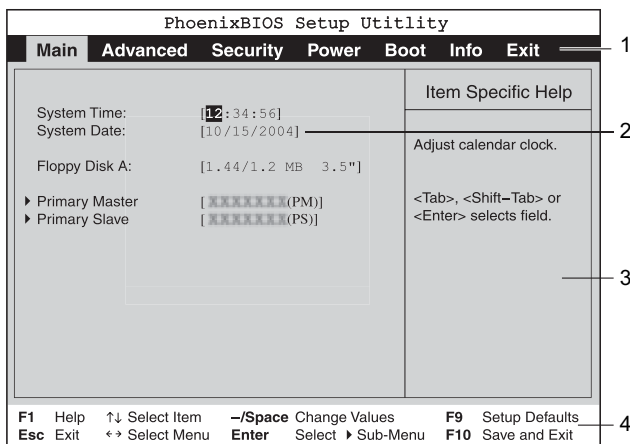 PhoenixBIOS Setup Utitlity
Main Advanced Security Power Boot Info Exit
1
Item Specific Help
System Time: [12:34:56]
System Date: [10/15/2004]
2
Adjust calendar clock.
Floppy Disk A: [1.44/1.2 MB 3.5"]
<Tab>, <Shift–Tab> or
<Enter> selects field.
Primary Master [XXXXXXX(PM)]
Primary Slave [XXXXXXX(PS)]
3
F1 Help ↑↓ Select Item –/Space Change Values F9 Setup Defaults
4
Esc Exit ←→ Select Menu Enter Select ▶ Sub-Menu F10 Save and Exit